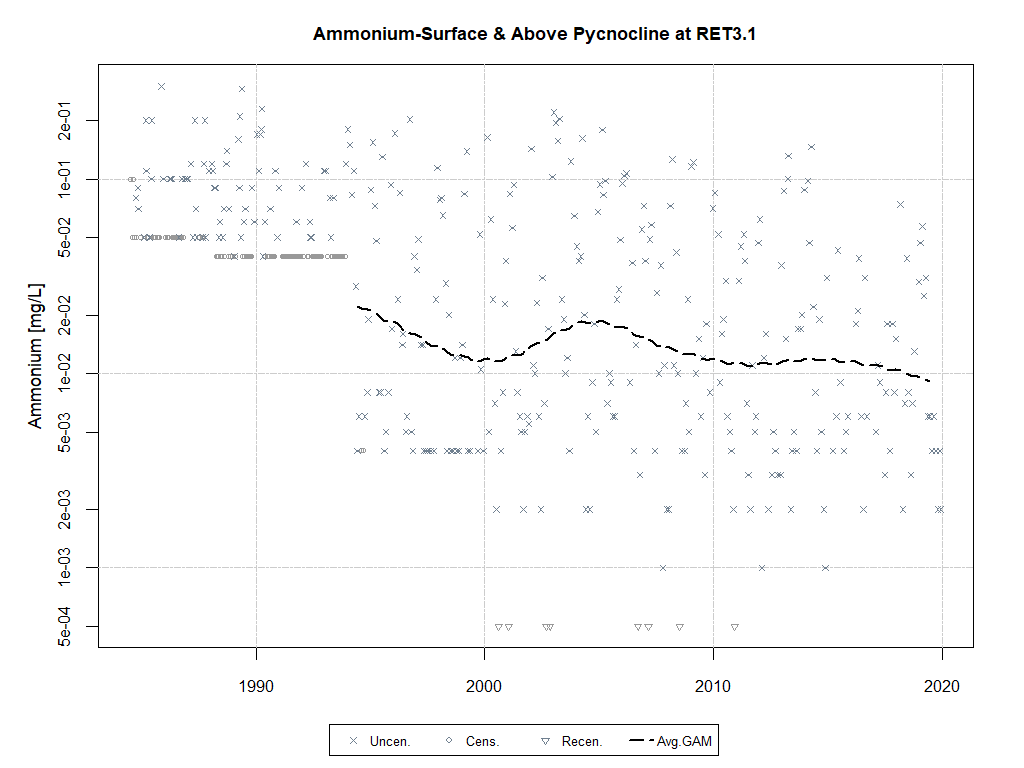 Ammonium-Surface & Above Pycnocline at RET3.1
Ammonium [mg/L]
2e-01
1e-01
5e-02
2e-02
1e-02
5e-03
2e-03
1e-03
5e-04
1990 2000 2010 2020
Uncen. Cens. Recen. Avg.GAM